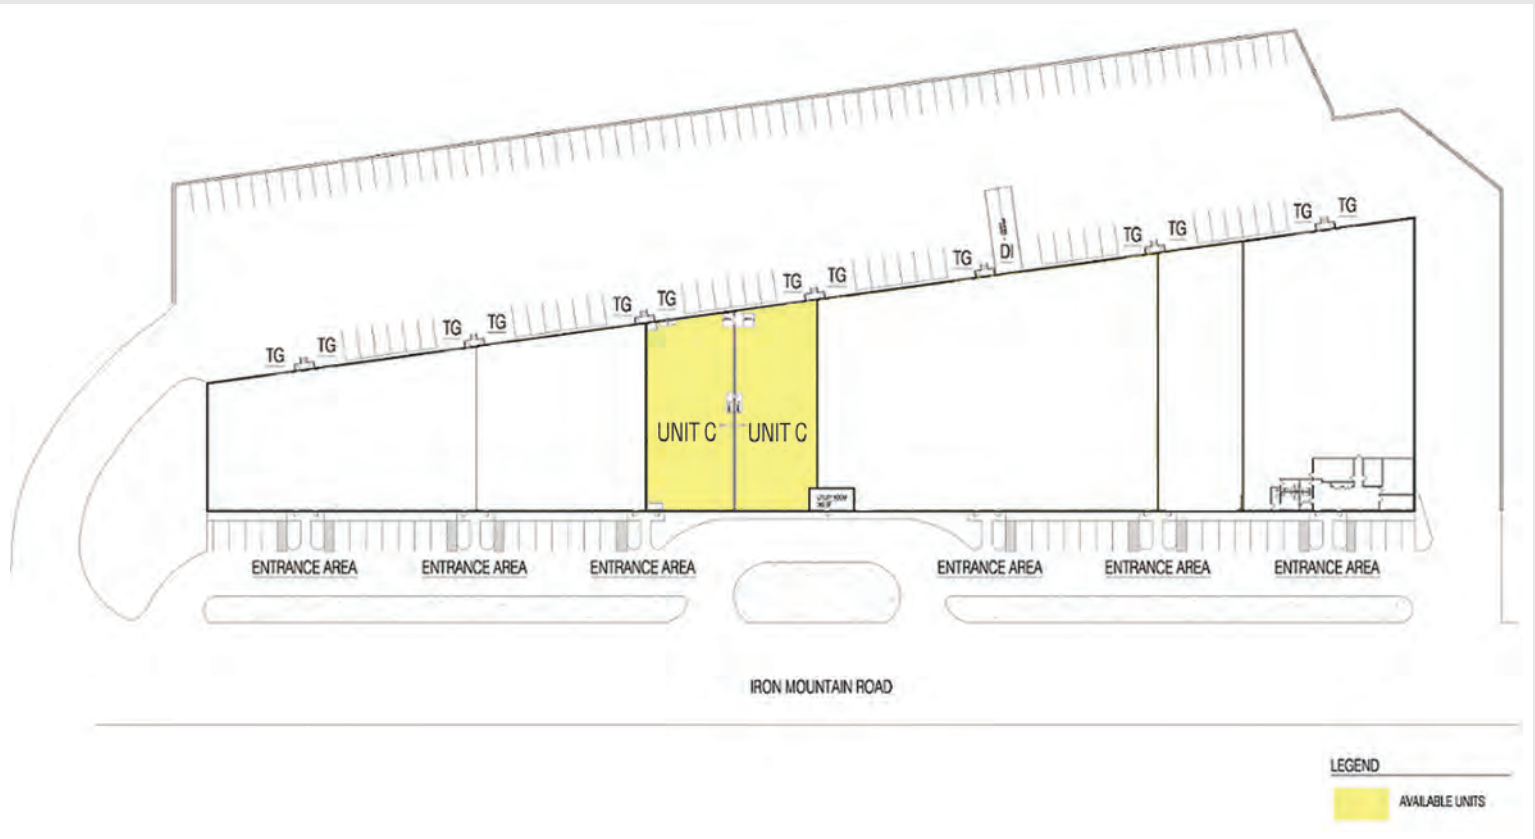 TG TG
TG
DI
TG TG
TG
TG TG
TG TG
TG TG
TG TG
UNIT C UNIT C
ENTRANCE AREA ENTRANCE AREA ENTRANCE AREA ENTRANCE AREA ENTRANCE AREA ENTRANCE AREA
IRON MOUNTAIN ROAD
LEGEND
AVAILABLE UNITS